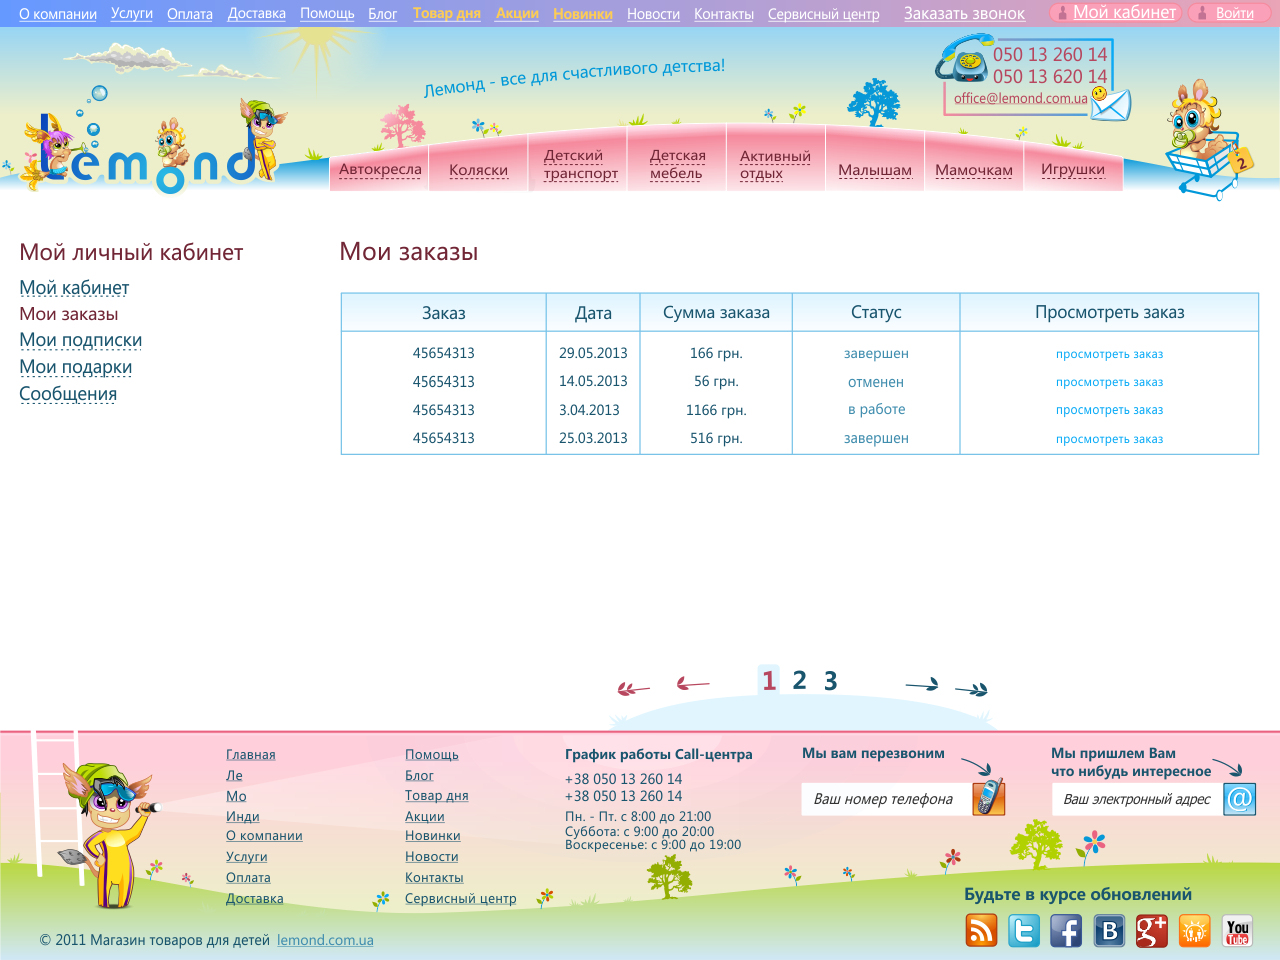 О компании Услуги Оплата Доставка Помощь Блог Товар дня Акции Новинки Новости Контакты Сервисный центр Заказать звонок Мой кабинет Войти
Лемонд - все для счастливого детства!
050 13 260 14
050 13 620 14
office@lemond.com.ua
Lemond
2
Автокресла
Коляски
Детский
транспорт
Детская
мебель
Активный
отдых
Малышам
Мамочкам
Игрушки
Мой личный кабинет
Мой кабинет
Мои заказы
Мои подписки
Мои подарки
Сообщения
Мои заказы
Заказ Дата Сумма заказа Статус Просмотреть заказ
45654313 29.05.2013 166 грн. завершен просмотреть заказ
45654313 14.05.2013 56 грн. отменен просмотреть заказ
45654313 3.04.2013 1166 грн. в работе просмотреть заказ
45654313 25.03.2013 516 грн. завершен просмотреть заказ
1 2 3
Главная
Ле
Мо
Инди
О компании
Услуги
Оплата
Доставка
Помощь
Блог
Товар дня
Акции
Новинки
Новости
Контакты
Сервисный центр
График работы Call-центра
+38 050 13 260 14
+38 050 13 260 14
Пн. - Пт. с 8:00 до 21:00
Суббота: с 9:00 до 20:00
Воскресенье: с 9:00 до 19:00
Мы вам перезвоним
Ваш номер телефона
Мы пришлем Вам
что нибудь интересное
Ваш электронный адрес
@
Будьте в курсе обновлений
t f B g+ You Tube
© 2011 Магазин товаров для детей lemond.com.ua